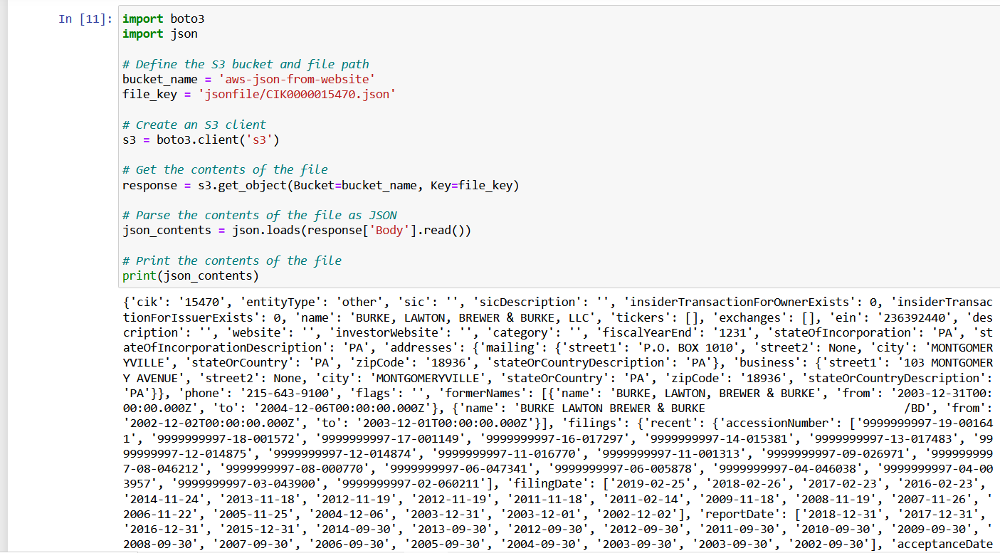 In [11]: import boto3
import json
# Define the S3 bucket and file path
bucket_name = 'aws-json-from-website'
file_key = 'jsonfile/CIK0000015470.json'
# Create an S3 client
s3 = boto3.client('s3')
# Get the contents of the file
response = s3.get_object(Bucket=bucket_name, Key=file_key)
# Parse the contents of the file as JSON
json_contents = json.loads(response['Body'].read())
# Print the contents of the file
print(json_contents)
{'cik': '15470', 'entityType': 'other', 'sic': '', 'sicDescription': '', 'insiderTransactionForOwnerExists': 0, 'insiderTransac
tionForIssuerExists': 0, 'name': 'BURKE, LAWTON, BREWER & BURKE, LLC', 'tickers': [], 'exchanges': [], 'ein': '236392440', 'des
cription': '', 'website': '', 'investorWebsite': '', 'category': '', 'fiscalYearEnd': '1231', 'stateOfIncorporation': 'PA', 'st
ateOfIncorporationDescription': 'PA', 'addresses': {'mailing': {'street1': 'P.O. BOX 1010', 'street2': None, 'city': 'MONTGOMER
YVILLE', 'stateOrCountry': 'PA', 'zipCode': '18936', 'stateOrCountryDescription': 'PA'}, 'business': {'street1': '103 MONTGOMER
Y AVENUE', 'street2': None, 'city': 'MONTGOMERYVILLE', 'stateOrCountry': 'PA', 'zipCode': '18936', 'stateOrCountryDescription':
'PA'}}, 'phone': '215-643-9100', 'flags': '', 'formerNames': [{'name': 'BURKE, LAWTON, BREWER & BURKE', 'from': '2003-12-31T00:
00:00.000Z', 'to': '2004-12-06T00:00:00.000Z'}, {'name': 'BURKE LAWTON BREWER & BURKE                             /BD', 'from':
'2002-12-02T00:00:00.000Z', 'to': '2003-12-01T00:00:00.000Z'}], 'filings': {'recent': {'accessionNumber': ['9999999997-19-00164
1', '9999999997-18-001572', '9999999997-17-001149', '9999999997-16-017297', '9999999997-14-015381', '9999999997-13-017483', '99
99999997-12-014875', '9999999997-12-014874', '9999999997-11-016770', '9999999997-11-001313', '9999999997-09-026971', '999999999
7-08-046212', '9999999997-08-000770', '9999999997-06-047341', '9999999997-06-005878', '9999999997-04-046038', '9999999997-04-00
3957', '9999999997-03-043900', '9999999997-02-060211'], 'filingDate': ['2019-02-25', '2018-02-26', '2017-02-23', '2016-02-23',
'2014-11-24', '2013-11-18', '2012-11-19', '2012-11-19', '2011-11-18', '2011-02-14', '2009-11-18', '2008-11-19', '2007-11-26', '
2006-11-22', '2005-11-25', '2004-12-06', '2003-12-31', '2003-12-01', '2002-12-02'], 'reportDate': ['2018-12-31', '2017-12-31',
'2016-12-31', '2015-12-31', '2014-09-30', '2013-09-30', '2012-09-30', '2012-09-30', '2011-09-30', '2010-09-30', '2009-09-30', '
2008-09-30', '2007-09-30', '2006-09-30', '2005-09-30', '2004-09-30', '2003-09-30', '2003-09-30', '2002-09-30'], 'acceptanceDate